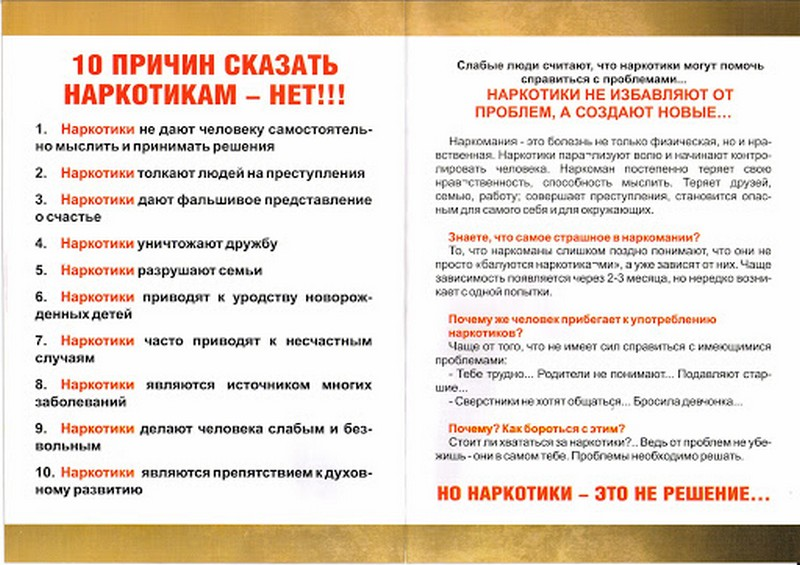 10 ПРИЧИН СКАЗАТЬ
НАРКОТИКАМ – НЕТ!!!
1. Наркотики не дают человеку самостоятель-
но мыслить и принимать решения
2. Наркотики толкают людей на преступления
3. Наркотики дают фальшивое представление
о счастье
4. Наркотики уничтожают дружбу
5. Наркотики разрушают семьи
6. Наркотики приводят к уродству новорож-
денных детей
7. Наркотики часто приводят к несчастным
случаям
8. Наркотики являются источником многих
заболеваний
9. Наркотики делают человека слабым и без-
вольным
10. Наркотики являются препятствием к духов-
ному развитию
Слабые люди считают, что наркотики могут помочь
справиться с проблемами...
НАРКОТИКИ НЕ ИЗБАВЛЯЮТ ОТ
ПРОБЛЕМ, А СОЗДАЮТ НОВЫЕ...
Наркомания - это болезнь не только физическая, но и нра-
вственная. Наркотики пара¬лизуют волю и начинают контро-
лировать человека. Наркоман постепенно теряет свою
нрав¬ственность, способность мыслить. Теряет друзей,
семью, работу; совершает преступления, становится опас-
ным для самого себя и для окружающих.
Знаете, что самое страшное в наркомании?
То, что наркоманы слишком поздно понимают, что они не
просто «балуются наркотика¬ми», а уже зависят от них. Чаще
зависимость появляется через 2-3 месяца, но нередко возни-
кает с одной попытки.
Почему же человек прибегает к употреблению
наркотиков?
Чаще от того, что не имеет сил справиться с имеющимися
проблемами:
- Тебе трудно... Родители не понимают... Подавляют стар-
шие...
- Сверстники не хотят общаться... Бросила девчонка...
Почему? Как бороться с этим?
Стоит ли хвататься за наркотики?.. Ведь от проблем не убе-
жишь - они в самом тебе. Проблемы необходимо решать.
НО НАРКОТИКИ – ЭТО НЕ РЕШЕНИЕ...